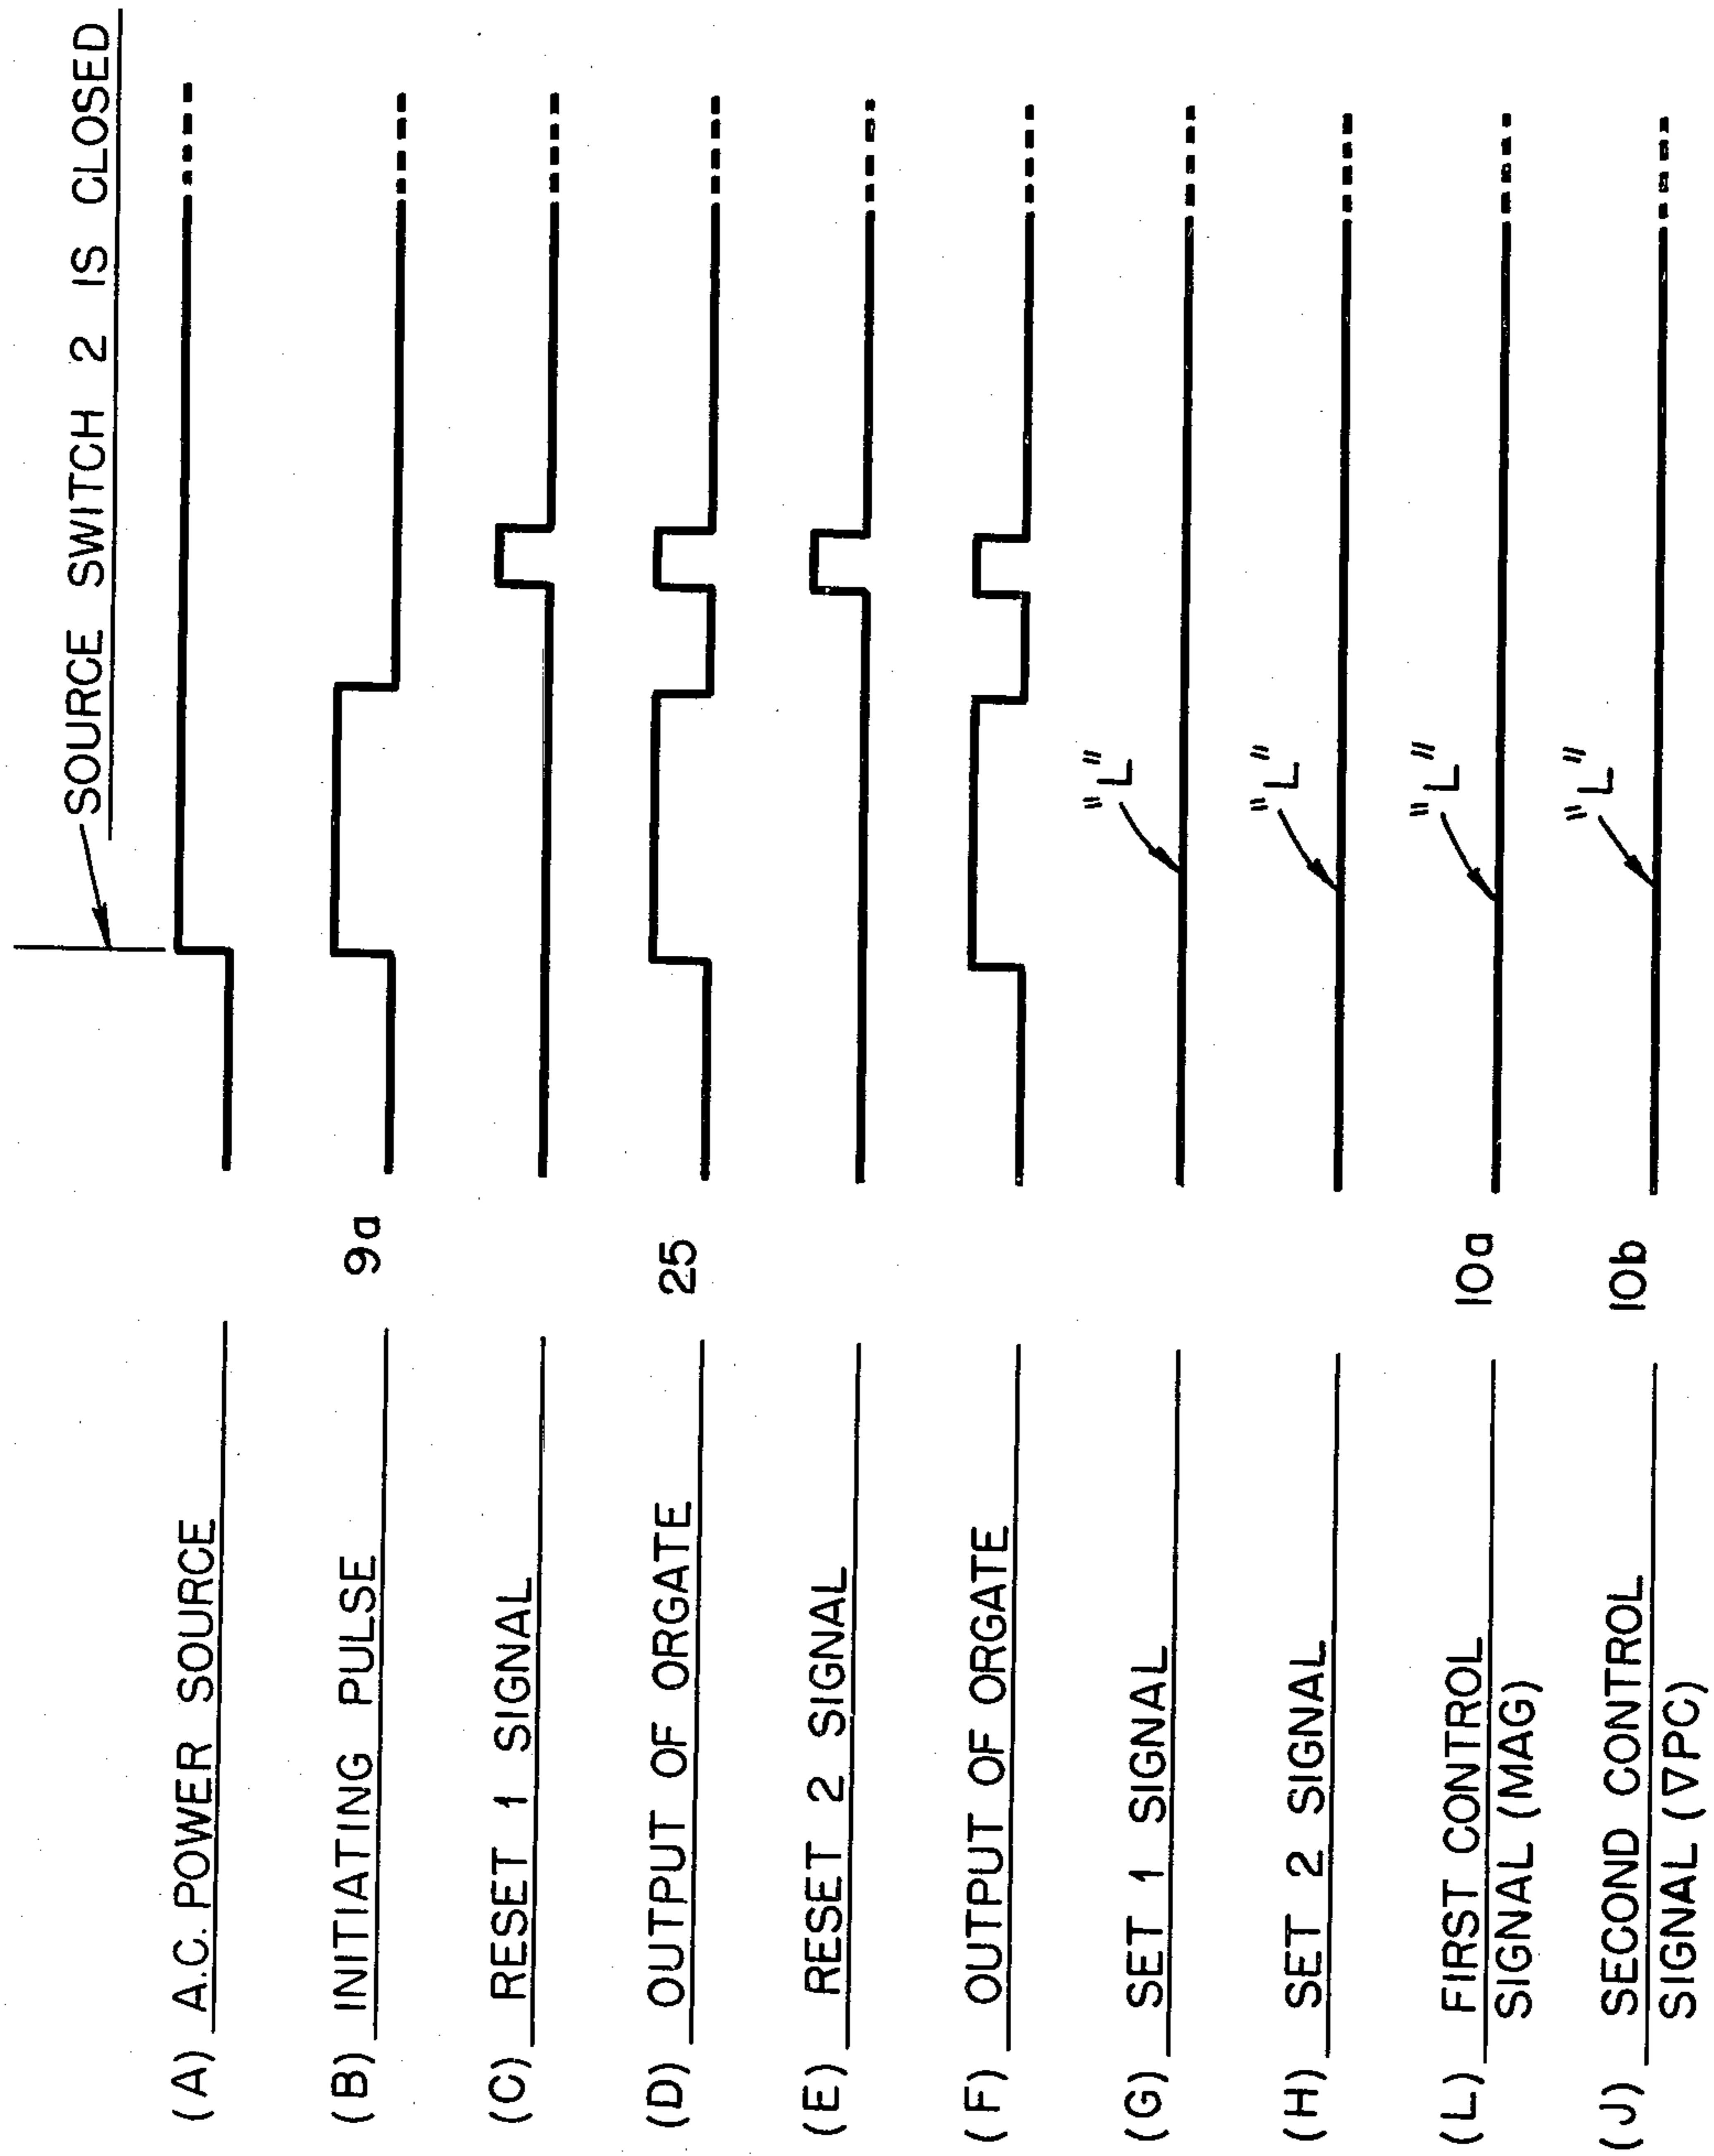 SOURCE SWITCH 2 IS CLOSED
(A) A.C. POWER SOURCE
(B) INITIATING PULSE 9a
(C) RESET 1 SIGNAL
(D) OUTPUT OF ORGATE 25
(E) RESET 2 SIGNAL
(F) OUTPUT OF ORGATE
(G) SET 1 SIGNAL "L"
(H) SET 2 SIGNAL "L"
(L) FIRST CONTROL 10a "L"
SIGNAL (MAG)
(J) SECOND CONTROL 10b "L"
SIGNAL (∇PC)